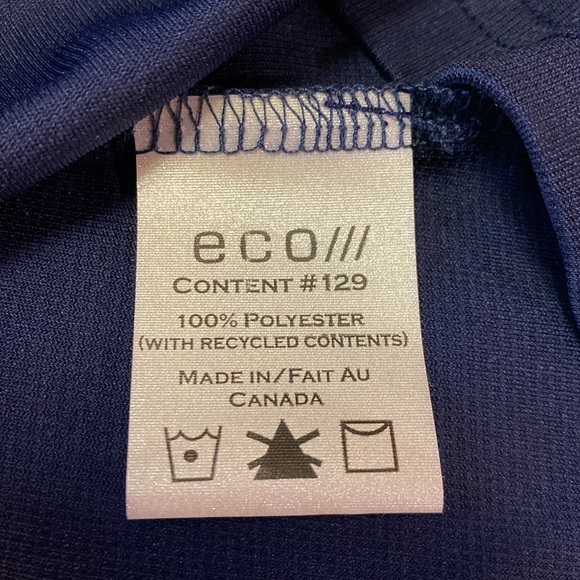 eco///
CONTENT #129
100% POLYESTER
(WITH RECYCLED CONTENTS)
MADE IN/FAIT AU
CANADA